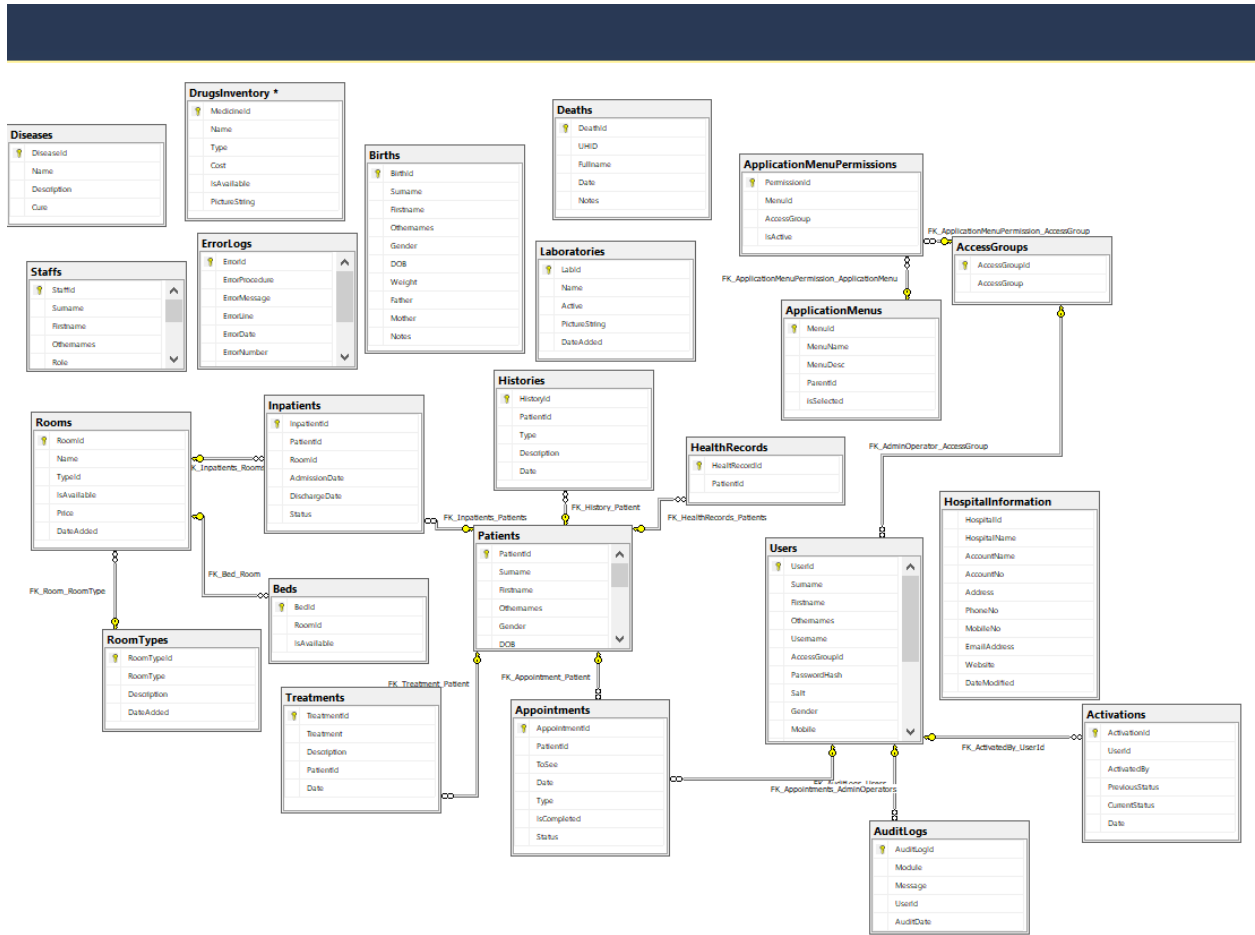 DrugsInventory *
MedicineId
Name
Type
Cost
IsAvailable
PictureString
Diseases
DiseaseId
Name
Description
Cure
Births
BirthId
Surname
Firstname
Othernames
Gender
DOB
Weight
Father
Mother
Notes
Deaths
DeathId
UHID
Fullname
Date
Notes
ApplicationMenuPermissions
PermissionId
MenuId
AccessGroup
IsActive
FK_ApplicationMenuPermission_AccessGroup
AccessGroups
AccessGroupId
AccessGroup
FK_ApplicationMenuPermission_ApplicationMenu
ErrorLogs
ErrorId
ErrorProcedure
ErrorMessage
ErrorLine
ErrorDate
ErrorNumber
Staffs
StaffId
Surname
Firstname
Othernames
Role
Laboratories
LabId
Name
Active
PictureString
DateAdded
ApplicationMenus
MenuId
MenuName
MenuDesc
ParentId
isSelected
Histories
HistoryId
PatientId
Type
Description
Date
Inpatients
InpatientId
PatientId
RoomId
AdmissionDate
DischargeDate
Status
Rooms
RoomId
Name
TypeId
IsAvailable
Price
DateAdded
K_Inpatients_Rooms
HealthRecords
HealtRecordId
PatientId
FK_AdminOperator_AccessGroup
FK_Inpatients_Patients
FK_History_Patient
FK_HealthRecords_Patients
HospitalInformation
HospitalId
HospitalName
AccountName
AccountNo
Address
PhoneNo
MobileNo
EmailAddress
Website
DateModified
Patients
PatientId
Surname
Firstname
Othernames
Gender
DOB
Users
UserId
Surname
Firstname
Othernames
Username
AccessGroupId
PasswordHash
Salt
Gender
Mobile
FK_Bed_Room
FK_Room_RoomType
Beds
BedId
RoomId
IsAvailable
RoomTypes
RoomTypeId
RoomType
Description
DateAdded
FK_Treatment_Patient
FK_Appointment_Patient
Treatments
TreatmentId
Treatment
Description
PatientId
Date
Appointments
AppointmentId
PatientId
ToSee
Date
Type
IsCompleted
Status
Activations
ActivationId
UserId
ActivatedBy
PreviousStatus
CurrentStatus
Date
FK_ActivatedBy_UserId
FK_AuditLogs_Users
FK_Appointments_AdminOperators
AuditLogs
AuditLogId
Module
Message
UserId
AuditDate